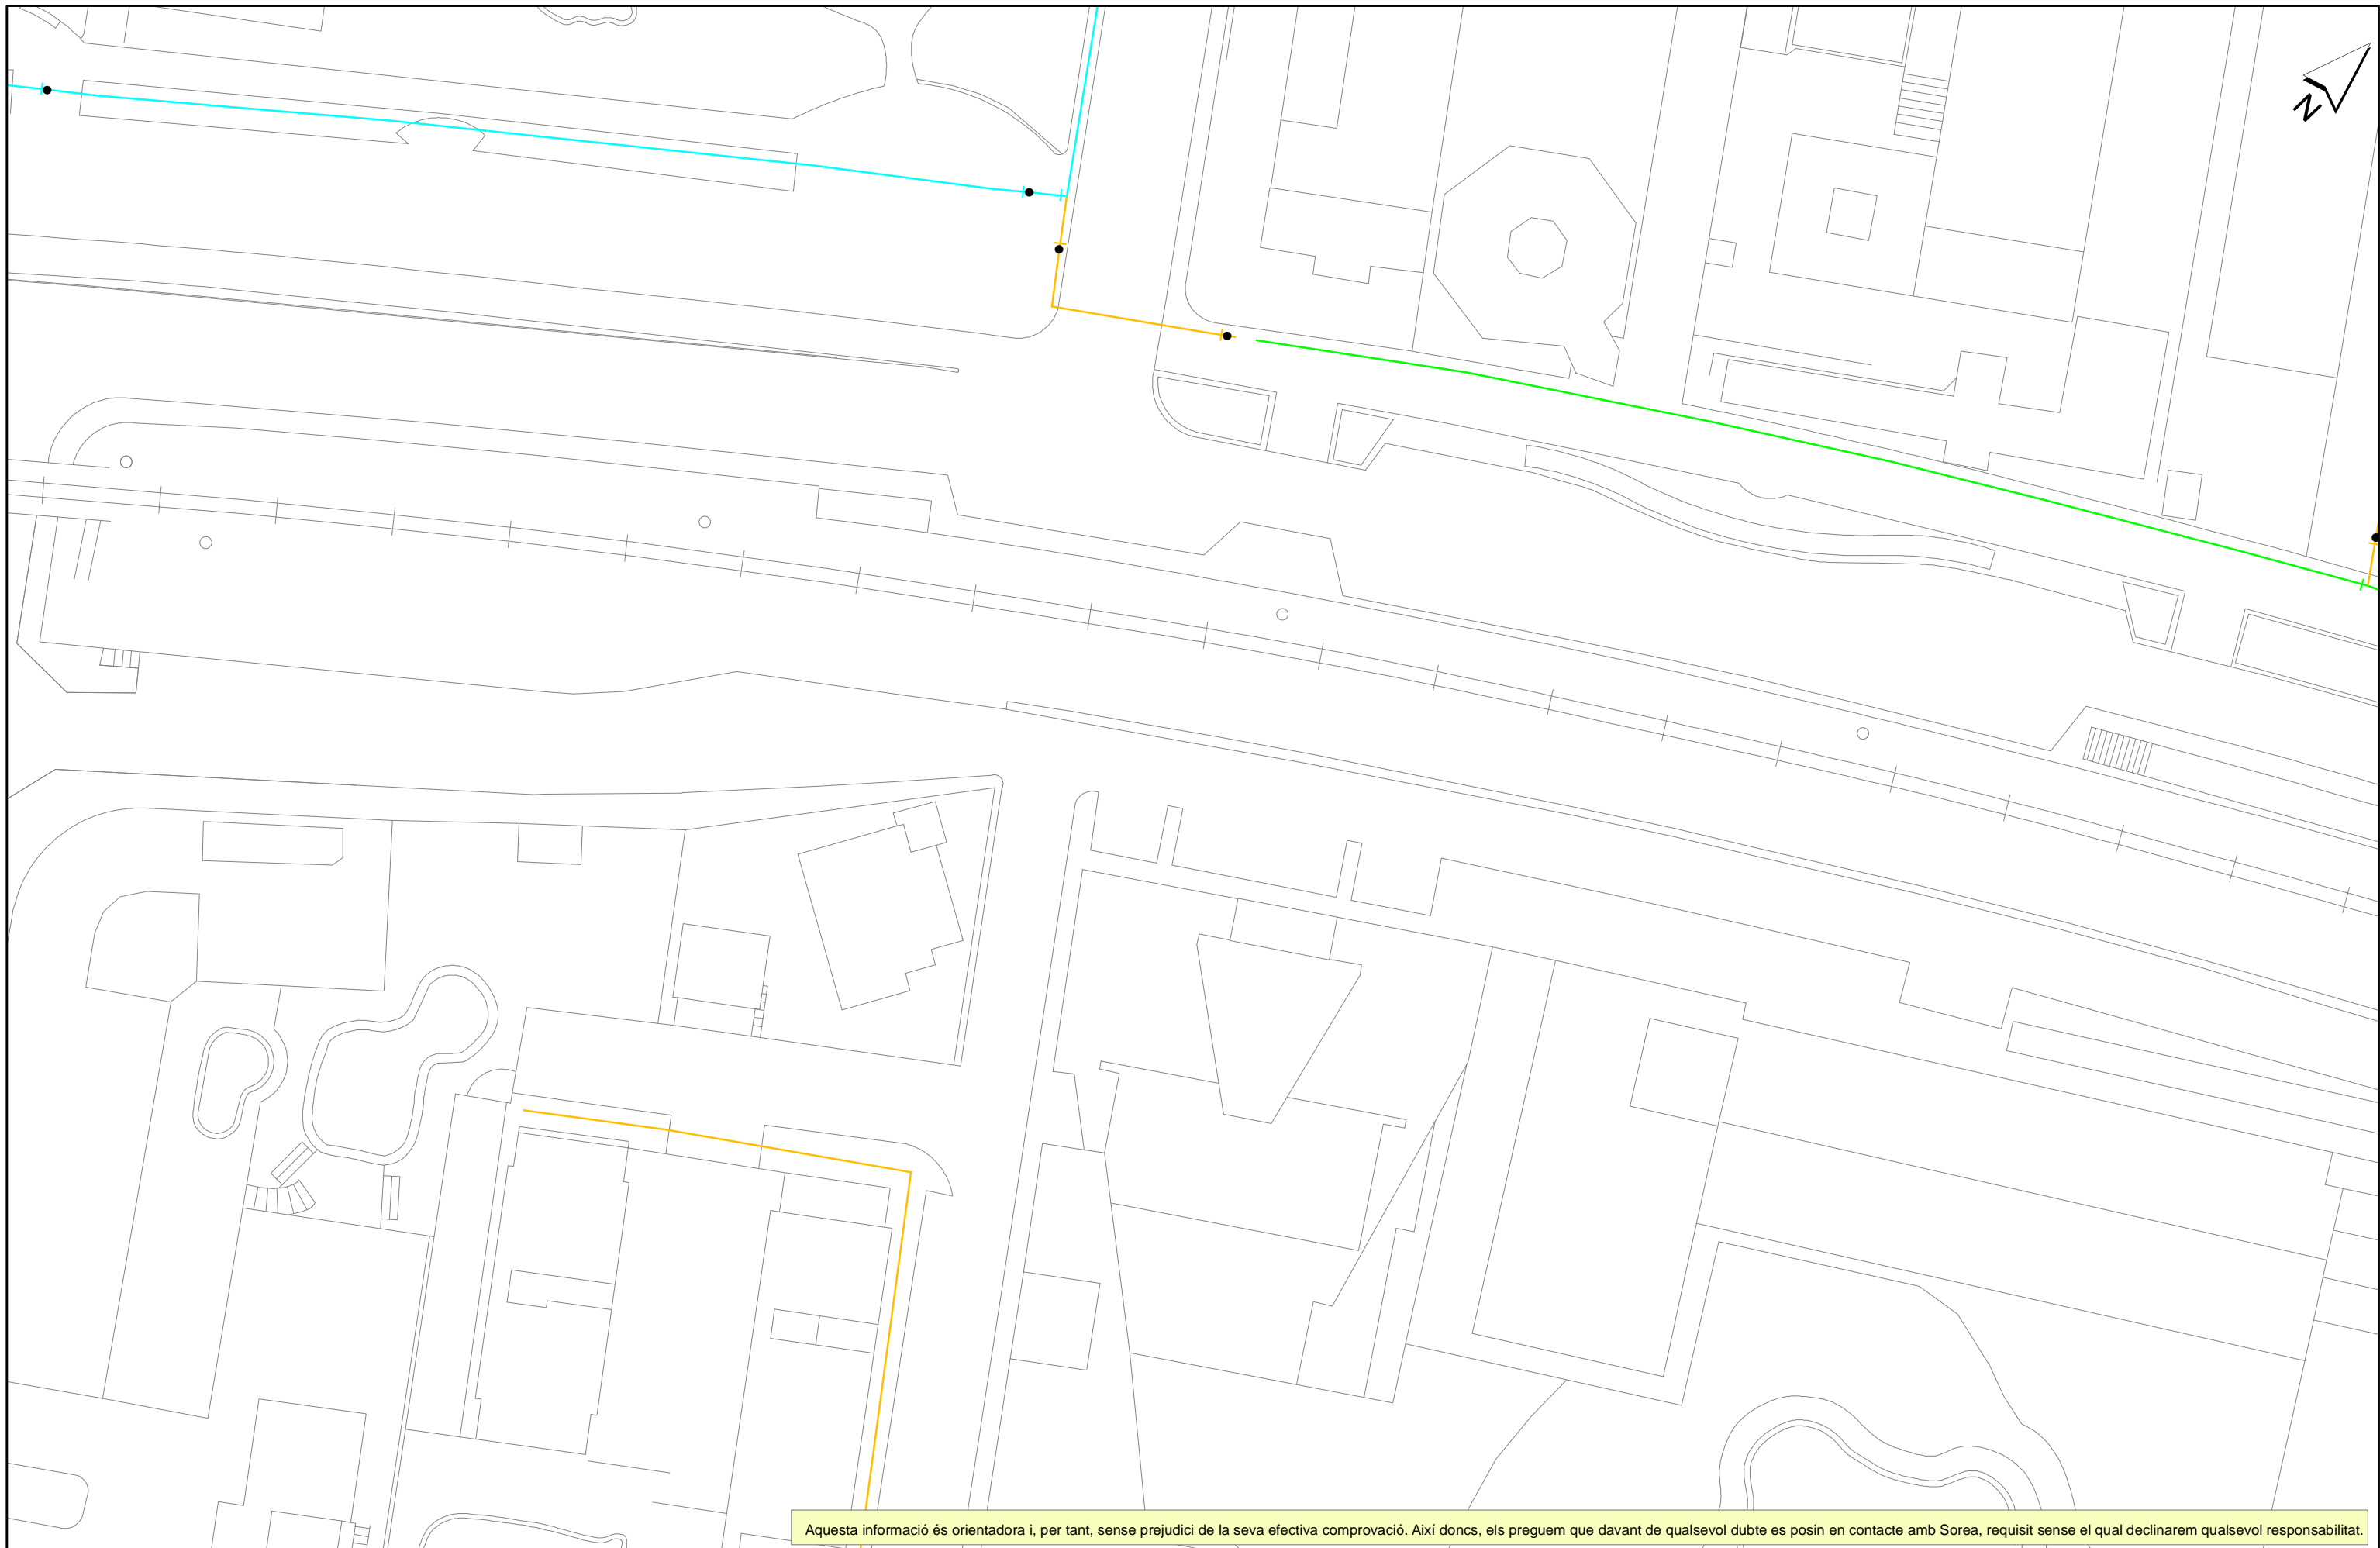 N
Aquesta informació és orientadora i, per tant, sense prejudici de la seva efectiva comprovació. Així doncs, els preguem que davant de qualsevol dubte es posin en contacte amb Sorea, requisit sense el qual declinarem qualsevol responsabilitat.